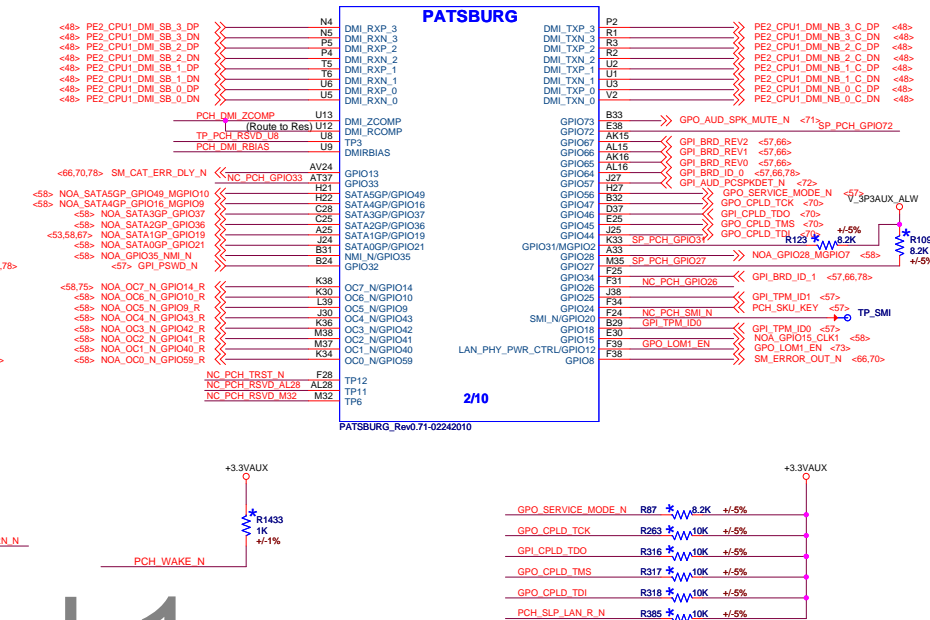 PATSBURG
<48> PE2_CPU1_DMI_SB_3_DP N4 DMI_RXP_3
<48> PE2_CPU1_DMI_SB_3_DN N5 DMI_RXN_3
<48> PE2_CPU1_DMI_SB_2_DP P5 DMI_RXP_2
<48> PE2_CPU1_DMI_SB_2_DN P4 DMI_RXN_2
<48> PE2_CPU1_DMI_SB_1_DP T5 DMI_RXP_1
<48> PE2_CPU1_DMI_SB_1_DN T6 DMI_RXN_1
<48> PE2_CPU1_DMI_SB_0_DP U6 DMI_RXP_0
<48> PE2_CPU1_DMI_SB_0_DN U5 DMI_RXN_0
PCH_DMI_ZCOMP U13 DMI_ZCOMP
(Route to Res) U12 DMI_RCOMP
TP_PCH_RSVD_U8 U8 TP3
PCH_DMI_RBIAS U9 DMIRBIAS
<66,70,78> SM_CAT_ERR_DLY_N AV24 GPIO13
NC_PCH_GPIO33 AT37 GPIO33
<58> NOA_SATA5GP_GPIO49_MGPIO10 H21 SATA5GP/GPIO49
<58> NOA_SATA4GP_GPIO16_MGPIO9 H22 SATA4GP/GPIO16
<58> NOA_SATA3GP_GPIO37 C28 SATA3GP/GPIO37
<58> NOA_SATA2GP_GPIO36 C25 SATA2GP/GPIO36
<53,58,67> NOA_SATA1GP_GPIO19 A25 SATA1GP/GPIO19
<58> NOA_SATA0GP_GPIO21 J24 SATA0GP/GPIO21
<58> NOA_GPIO35_NMI_N B31 NMI_N/GPIO35
,78> <57> GPI_PSWD_N B24 GPIO32
<58,75> NOA_OC7_N_GPIO14_R K38 OC7_N/GPIO14
<58> NOA_OC6_N_GPIO10_R K30 OC6_N/GPIO10
<58> NOA_OC5_N_GPIO9_R L39 OC5_N/GPIO9
<58> NOA_OC4_N_GPIO43_R J30 OC4_N/GPIO43
<58> NOA_OC3_N_GPIO42_R K36 OC3_N/GPIO42
<58> NOA_OC2_N_GPIO41_R M38 OC2_N/GPIO41
<58> NOA_OC1_N_GPIO40_R M37 OC1_N/GPIO40
<58> NOA_OC0_N_GPIO59_R K34 OC0_N/GPIO59
NC_PCH_TRST_N F28 TP12
NC_PCH_RSVD_AL28 AL28 TP11
NC_PCH_RSVD_M32 M32 TP6
DMI_TXP_3 P2 PE2_CPU1_DMI_NB_3_C_DP <48>
DMI_TXN_3 R1 PE2_CPU1_DMI_NB_3_C_DN <48>
DMI_TXP_2 R3 PE2_CPU1_DMI_NB_2_C_DP <48>
DMI_TXN_2 R2 PE2_CPU1_DMI_NB_2_C_DN <48>
DMI_TXP_1 U2 PE2_CPU1_DMI_NB_1_C_DP <48>
DMI_TXN_1 U1 PE2_CPU1_DMI_NB_1_C_DN <48>
DMI_TXP_0 U3 PE2_CPU1_DMI_NB_0_C_DP <48>
DMI_TXN_0 V2 PE2_CPU1_DMI_NB_0_C_DN <48>
GPIO73 B33 GPO_AUD_SPK_MUTE_N <71>
GPIO72 E38 SP_PCH_GPIO72
GPIO67 AK15 GPI_BRD_REV2 <57,66>
GPIO66 AL15 GPI_BRD_REV1 <57,66>
GPIO65 AK16 GPI_BRD_REV0 <57,66>
GPIO64 AL16 GPI_BRD_ID_0 <57,66,78>
GPIO57 J27 GPI_AUD_PCSPKDET_N <72>
GPIO56 H27 GPO_SERVICE_MODE_N <57>
GPIO47 B32 GPO_CPLD_TCK <70>
GPIO46 D37 GPI_CPLD_TDO <70>
GPIO45 E25 GPO_CPLD_TMS <70>
GPIO44 J25 GPO_CPLD_TDI <70>
GPIO31/MGPIO2 K33 SP_PCH_GPIO31
GPIO28 A33 NOA_GPIO28_MGPIO7 <58>
GPIO27 M35 SP_PCH_GPIO27
GPIO34 F25 GPI_BRD_ID_1 <57,66,78>
GPIO26 F31 NC_PCH_GPIO26
GPIO25 J38 GPI_TPM_ID1 <57>
GPIO24 F34 PCH_SKU_KEY <57>
SMI_N/GPIO20 F24 NC_PCH_SMI_N TP_SMI
GPIO18 B29 GPI_TPM_ID0 GPI_TPM_ID0 <57>
GPIO15 E30 NOA_GPIO15_CLK1 <58>
LAN_PHY_PWR_CTRL/GPIO12 F39 GPO_LOM1_EN GPO_LOM1_EN <73>
GPIO8 F38 SM_ERROR_OUT_N <66,70>
V_3P3AUX_ALW
R123 * 8.2K +/-5%
* R109
8.2K
+/-5%
2/10
PATSBURG_Rev0.71-02242010
+3.3VAUX
* R1433
1K
+/-1%
PCH_WAKE_N
N_N
+3.3VAUX
GPO_SERVICE_MODE_N R87 * 8.2K +/-5%
GPO_CPLD_TCK R263 * 10K +/-5%
GPI_CPLD_TDO R316 * 10K +/-5%
GPO_CPLD_TMS R317 * 10K +/-5%
GPO_CPLD_TDI R318 * 10K +/-5%
PCH_SLP_LAN_R_N R385 * 10K +/-5%